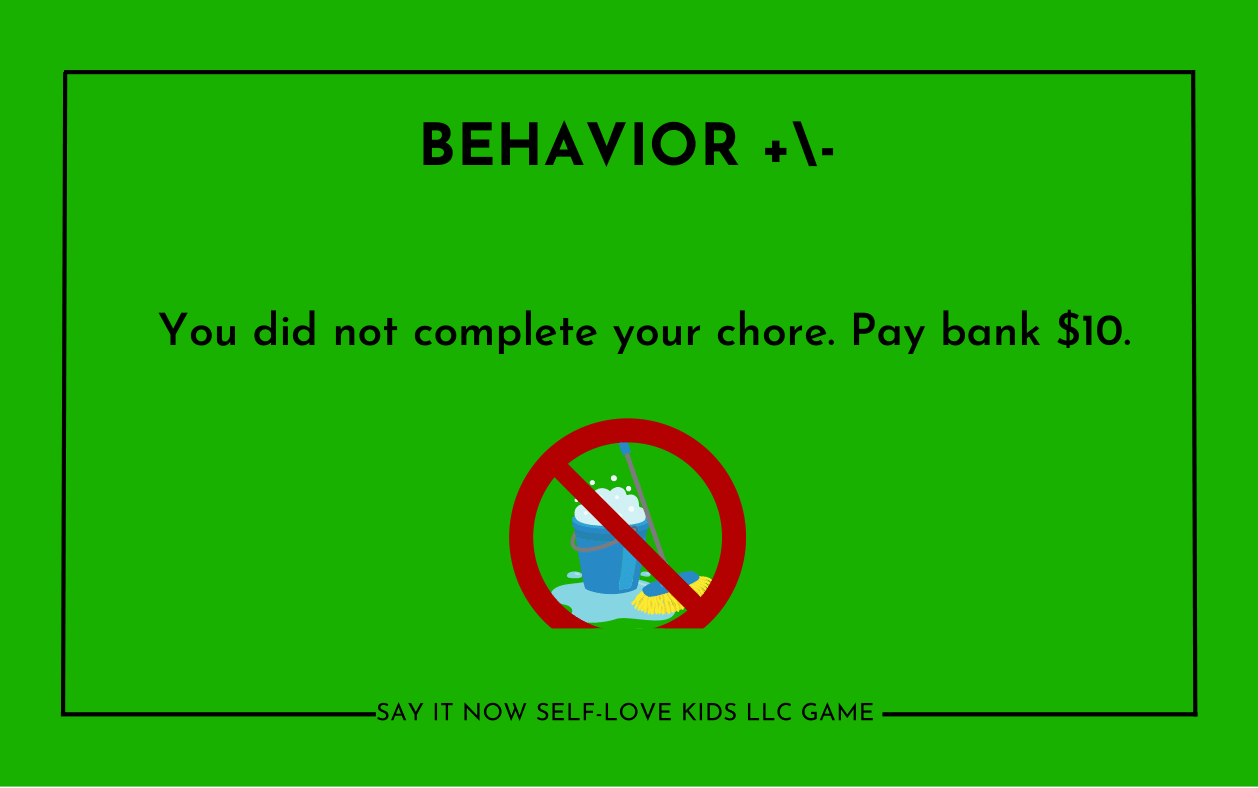 BEHAVIOR +\-
You did not complete your chore. Pay bank $10.
SAY IT NOW SELF-LOVE KIDS LLC GAME